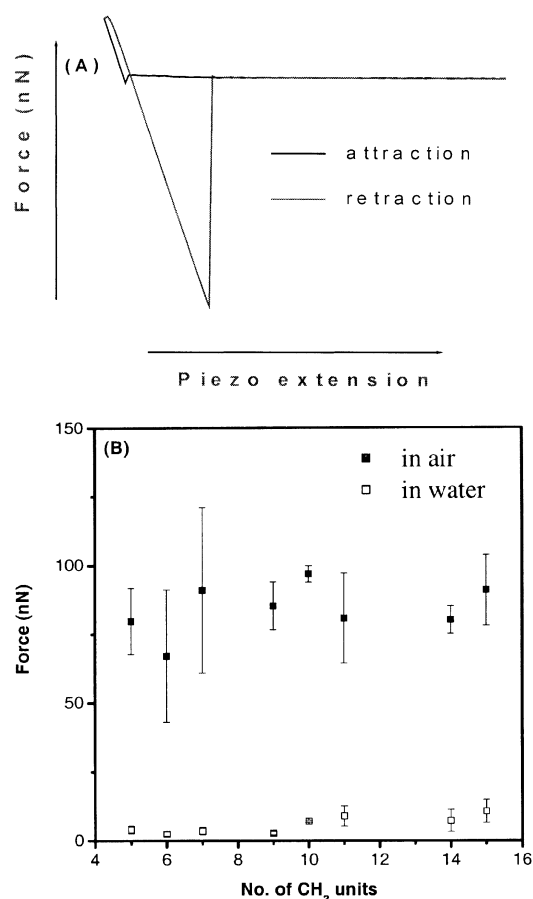 (A)
Force (nN)
attraction
retraction
Piezo extension
150
(B)
in air
in water
100
Force (nN)
50
0
4 6 8 10 12 14 16
No. of CH₂ units